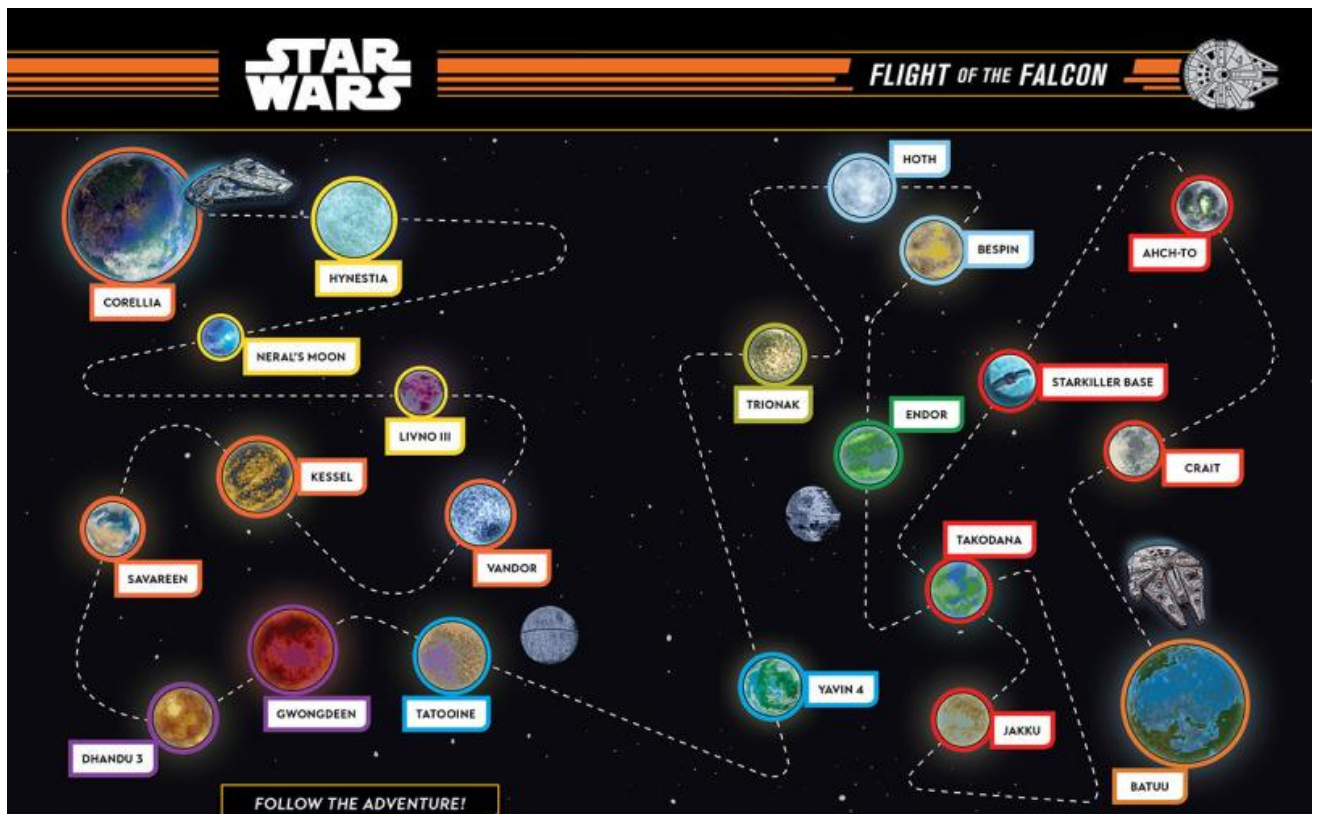 STAR
WARS
FLIGHT OF THE FALCON
HOTH
AHCH-TO
BESPIN
HYNESTIA
CORELLIA
NERAL'S MOON
STARKILLER BASE
TRIONAK
ENDOR
LIVNO III
KESSEL
CRAIT
TAKODANA
VANDOR
SAVAREEN
YAVIN 4
GWONGDEEN
TATOOINE
JAKKU
DHANDU 3
BATUU
FOLLOW THE ADVENTURE!